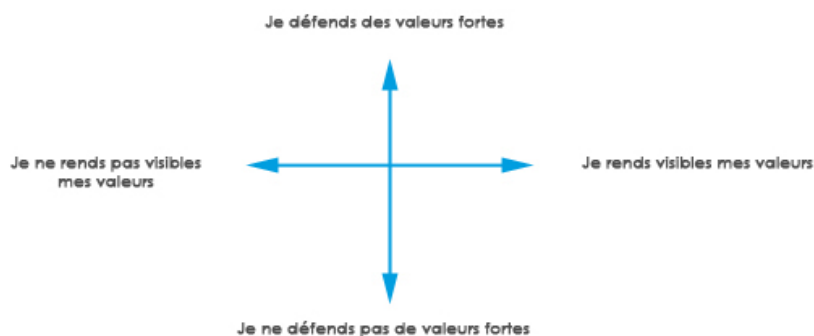 Je défends des valeurs fortes
Je ne rends pas visibles
mes valeurs
Je rends visibles mes valeurs
Je ne défends pas de valeurs fortes